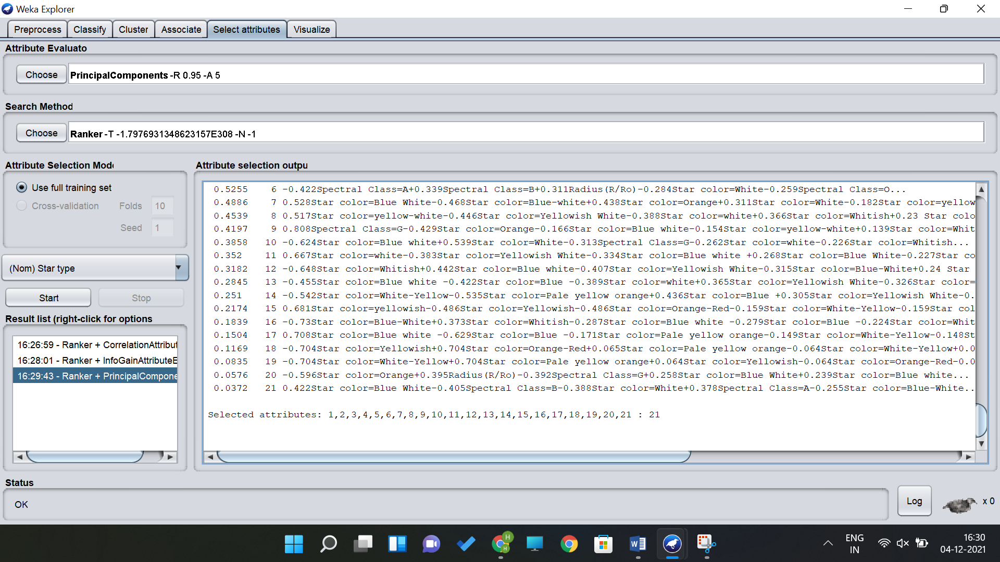 Weka Explorer
Preprocess Classify Cluster Associate Select attributes Visualize
Attribute Evaluato
Choose PrincipalComponents -R 0.95 -A 5
Search Method
Choose Ranker -T -1.7976931348623157E308 -N -1
Attribute Selection Mod
Use full training set
Cross-validation Folds 10
Seed 1
(Nom) Star type
Start Stop
Result list (right-click for options
16:26:59 - Ranker + CorrelationAttribut
16:28:01 - Ranker + InfoGainAttributeE
16:29:43 - Ranker + PrincipalCompone
Attribute selection outpu
0.5255 6 -0.422Spectral Class=A+0.339Spectral Class=B+0.311Radius(R/Ro)-0.284Star color=White-0.259Spectral Class=O...
0.4886 7 0.528Star color=Blue White-0.468Star color=Blue-white+0.438Star color=Orange+0.311Star color=White-0.182Star color=yellow
0.4539 8 0.517Star color=yellow-white-0.446Star color=Yellowish White-0.388Star color=white+0.366Star color=Whitish+0.23 Star colo
0.4197 9 0.808Spectral Class=G-0.429Star color=Orange-0.166Star color=Blue white-0.154Star color=yellow-white+0.139Star color=Whit
0.3858 10 -0.624Star color=Blue white+0.539Star color=White-0.313Spectral Class=G-0.262Star color=white-0.226Star color=Whitish...
0.352 11 0.667Star color=white-0.383Star color=Yellowish White-0.334Star color=Blue white +0.268Star color=Blue White-0.227Star co
0.3182 12 -0.648Star color=Whitish+0.442Star color=Blue white-0.407Star color=Yellowish White-0.315Star color=Blue-White+0.24 Star
0.2845 13 -0.455Star color=Blue white -0.422Star color=Blue -0.389Star color=white+0.365Star color=Yellowish White-0.326Star color=
0.251 14 -0.542Star color=White-Yellow-0.535Star color=Pale yellow orange+0.436Star color=Blue +0.305Star color=Yellowish White-0.
0.2174 15 0.681Star color=yellowish-0.486Star color=Yellowish-0.486Star color=Orange-Red-0.159Star color=White-Yellow-0.159Star col
0.1839 16 -0.73Star color=Blue-White+0.373Star color=Whitish-0.287Star color=Blue white -0.279Star color=Blue -0.224Star color=Whit
0.1504 17 0.708Star color=Blue white -0.629Star color=Blue -0.171Star color=Pale yellow orange-0.149Star color=White-Yellow-0.148St
0.1169 18 -0.704Star color=Yellowish+0.704Star color=Orange-Red+0.065Star color=Pale yellow orange-0.064Star color=White-Yellow+0.0
0.0835 19 -0.704Star color=White-Yellow+0.704Star color=Pale yellow orange+0.064Star color=Yellowish-0.064Star color=Orange-Red-0.0
0.0576 20 -0.596Star color=Orange+0.395Radius(R/Ro)-0.392Spectral Class=G+0.258Star color=Blue White+0.239Star color=Blue white...
0.0372 21 0.422Star color=Blue White-0.405Spectral Class=B-0.388Star color=White+0.378Spectral Class=A-0.255Star color=Blue-White..
Selected attributes: 1,2,3,4,5,6,7,8,9,10,11,12,13,14,15,16,17,18,19,20,21 : 21
Status
OK
Log x 0
H
H
W
ENG
IN
16:30
04-12-2021